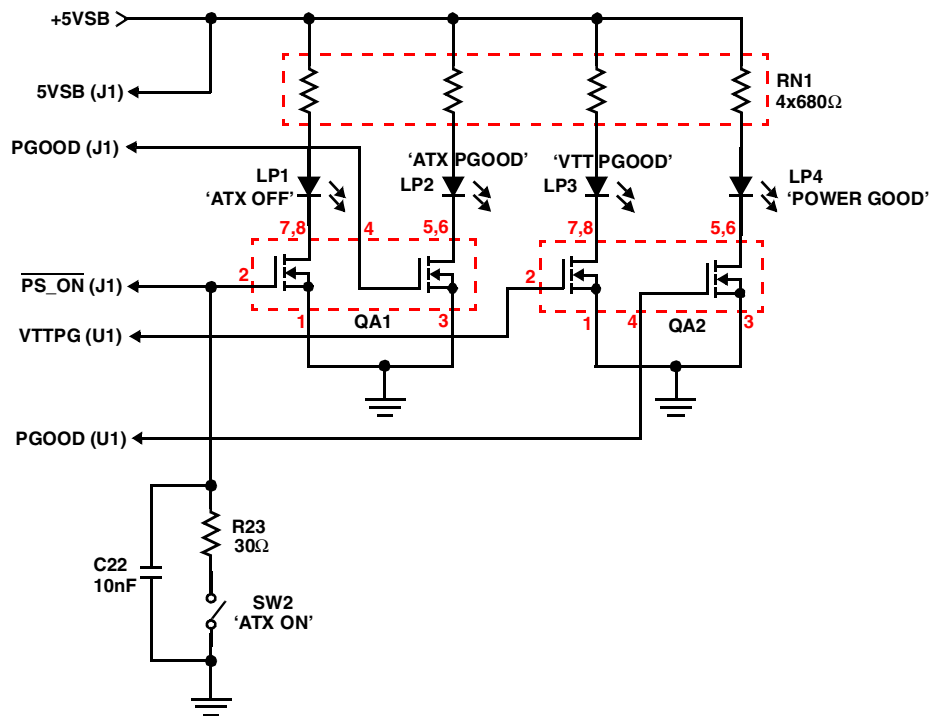 +5VSB
5VSB (J1)
RN1
4x680Ω
PGOOD (J1)
‘ATX PGOOD’
‘VTT PGOOD’
LP1
‘ATX OFF’
LP2
LP3
LP4
‘POWER GOOD’
7,8
4
5,6
7,8
5,6
2
2
PS_ON (J1)
1
QA1
3
1
4
QA2
3
VTTPG (U1)
PGOOD (U1)
R23
30Ω
C22
10nF
SW2
‘ATX ON’